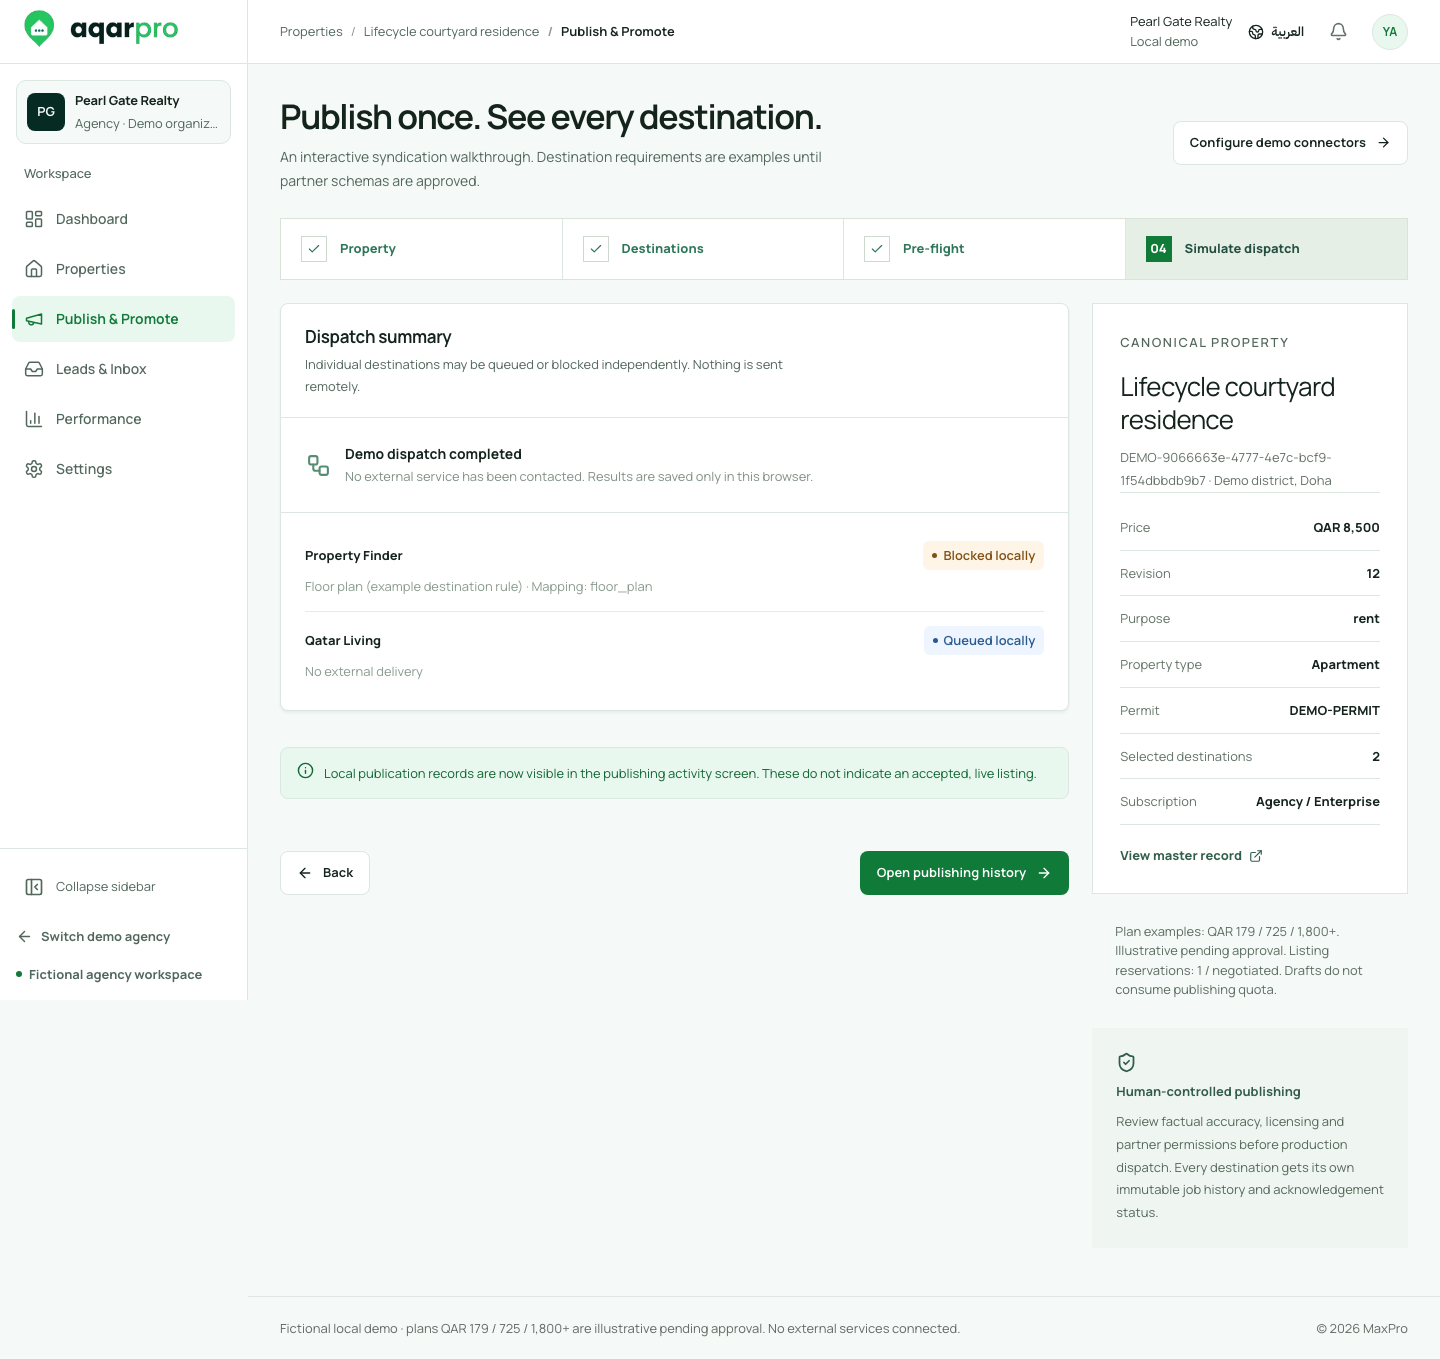 aqarpro
Properties / Lifecycle courtyard residence / Publish & Promote
Pearl Gate Realty
Local demo
العربية
YA
PG
Pearl Gate Realty
Agency · Demo organiz...
Workspace
Dashboard
Properties
Publish & Promote
Leads & Inbox
Performance
Settings
Collapse sidebar
Switch demo agency
Fictional agency workspace
Publish once. See every destination.
An interactive syndication walkthrough. Destination requirements are examples until
partner schemas are approved.
Configure demo connectors
Property
Destinations
Pre-flight
04 Simulate dispatch
Dispatch summary
Individual destinations may be queued or blocked independently. Nothing is sent
remotely.
Demo dispatch completed
No external service has been contacted. Results are saved only in this browser.
Property Finder
Blocked locally
Floor plan (example destination rule) · Mapping: floor_plan
Qatar Living
Queued locally
No external delivery
Local publication records are now visible in the publishing activity screen. These do not indicate an accepted, live listing.
Back
Open publishing history
CANONICAL PROPERTY
Lifecycle courtyard
residence
DEMO-9066663e-4777-4e7c-bcf9-
1f54dbbdb9b7 · Demo district, Doha
Price QAR 8,500
Revision 12
Purpose rent
Property type Apartment
Permit DEMO-PERMIT
Selected destinations 2
Subscription Agency / Enterprise
View master record
Plan examples: QAR 179 / 725 / 1,800+.
Illustrative pending approval. Listing
reservations: 1 / negotiated. Drafts do not
consume publishing quota.
Human-controlled publishing
Review factual accuracy, licensing and
partner permissions before production
dispatch. Every destination gets its own
immutable job history and acknowledgement
status.
Fictional local demo · plans QAR 179 / 725 / 1,800+ are illustrative pending approval. No external services connected.
© 2026 MaxPro